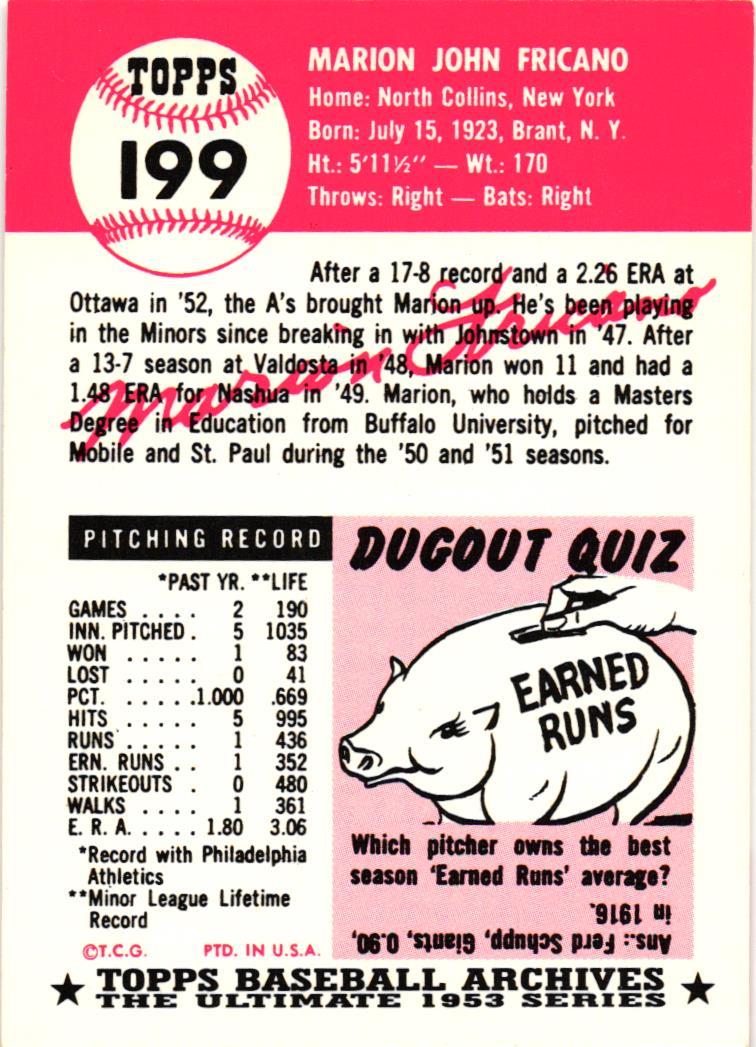 TOPPS
199
MARION JOHN FRICANO
Home: North Collins, New York
Born: July 15, 1923, Brant, N. Y.
Ht.: 5'11½" — Wt.: 170
Throws: Right — Bats: Right
After a 17-8 record and a 2.26 ERA at
Ottawa in '52, the A's brought Marion up. He's been playing
in the Minors since breaking in with Johnstown in '47. After
a 13-7 season at Valdosta in '48, Marion won 11 and had a
1.48 ERA for Nashua in '49. Marion, who holds a Masters
Degree in Education from Buffalo University, pitched for
Mobile and St. Paul during the '50 and '51 seasons.
Marion Fricano
PITCHING RECORD
*PAST YR. **LIFE
GAMES . . . . 2 190
INN. PITCHED . 5 1035
WON . . . . . 1 83
LOST . . . . . 0 41
PCT. . . . . .1.000 .669
HITS . . . . . 5 995
RUNS . . . . . 1 436
ERN. RUNS . . 1 352
STRIKEOUTS . 0 480
WALKS . . . . 1 361
E. R. A. . . . . 1.80 3.06
*Record with Philadelphia
Athletics
**Minor League Lifetime
Record
©T.C.G. PTD. IN U.S.A.
DUGOUT QUIZ
EARNED
RUNS
Which pitcher owns the best
season 'Earned Runs' average?
Ans.: Ferd Schupp, Giants, 0.90,
in 1916.
TOPPS BASEBALL ARCHIVES
THE ULTIMATE 1953 SERIES